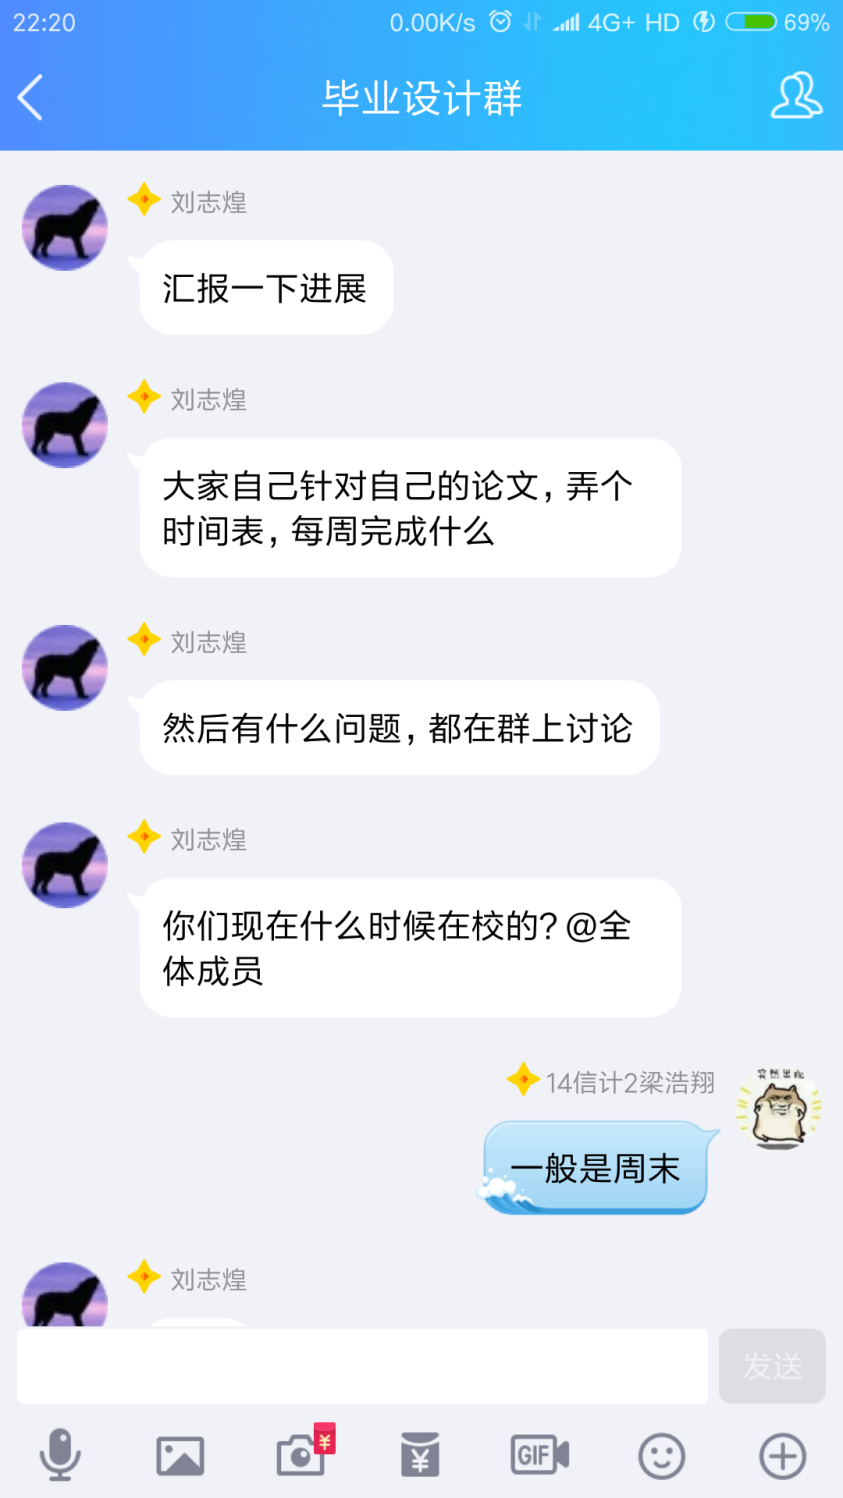 22:20 0.00K/s 4G+ HD 69%
毕业设计群
刘志煌
汇报一下进展
刘志煌
大家自己针对自己的论文，弄个
时间表，每周完成什么
刘志煌
然后有什么问题，都在群上讨论
刘志煌
你们现在什么时候在校的？@全
体成员
14信计2梁浩翔
突然出现
一般是周末
刘志煌
发送
¥
¥
GIF